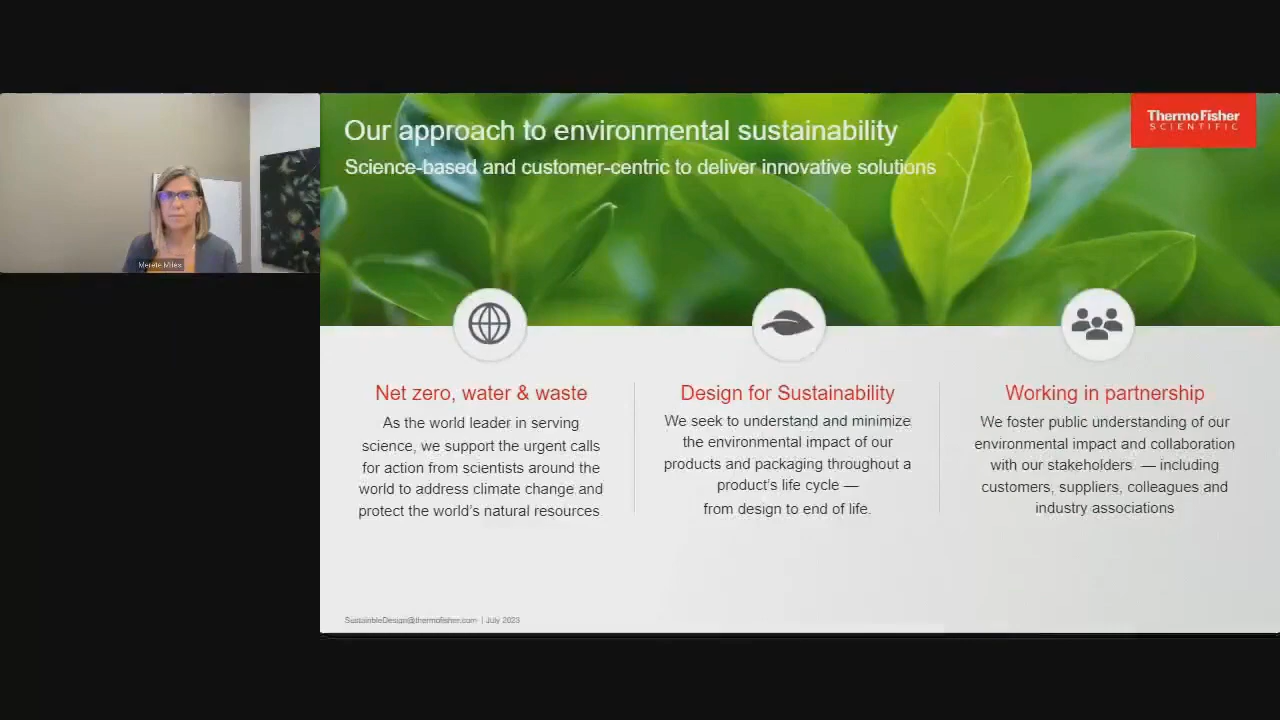 Merete Miles
Our approach to environmental sustainability
Science-based and customer-centric to deliver innovative solutions
ThermoFisher
SCIENTIFIC
Net zero, water & waste
As the world leader in serving
science, we support the urgent calls
for action from scientists around the
world to address climate change and
protect the world's natural resources
Design for Sustainability
We seek to understand and minimize
the environmental impact of our
products and packaging throughout a
product's life cycle —
from design to end of life.
Working in partnership
We foster public understanding of our
environmental impact and collaboration
with our stakeholders — including
customers, suppliers, colleagues and
industry associations
SustainbleDesign@thermofisher.com | July 2023